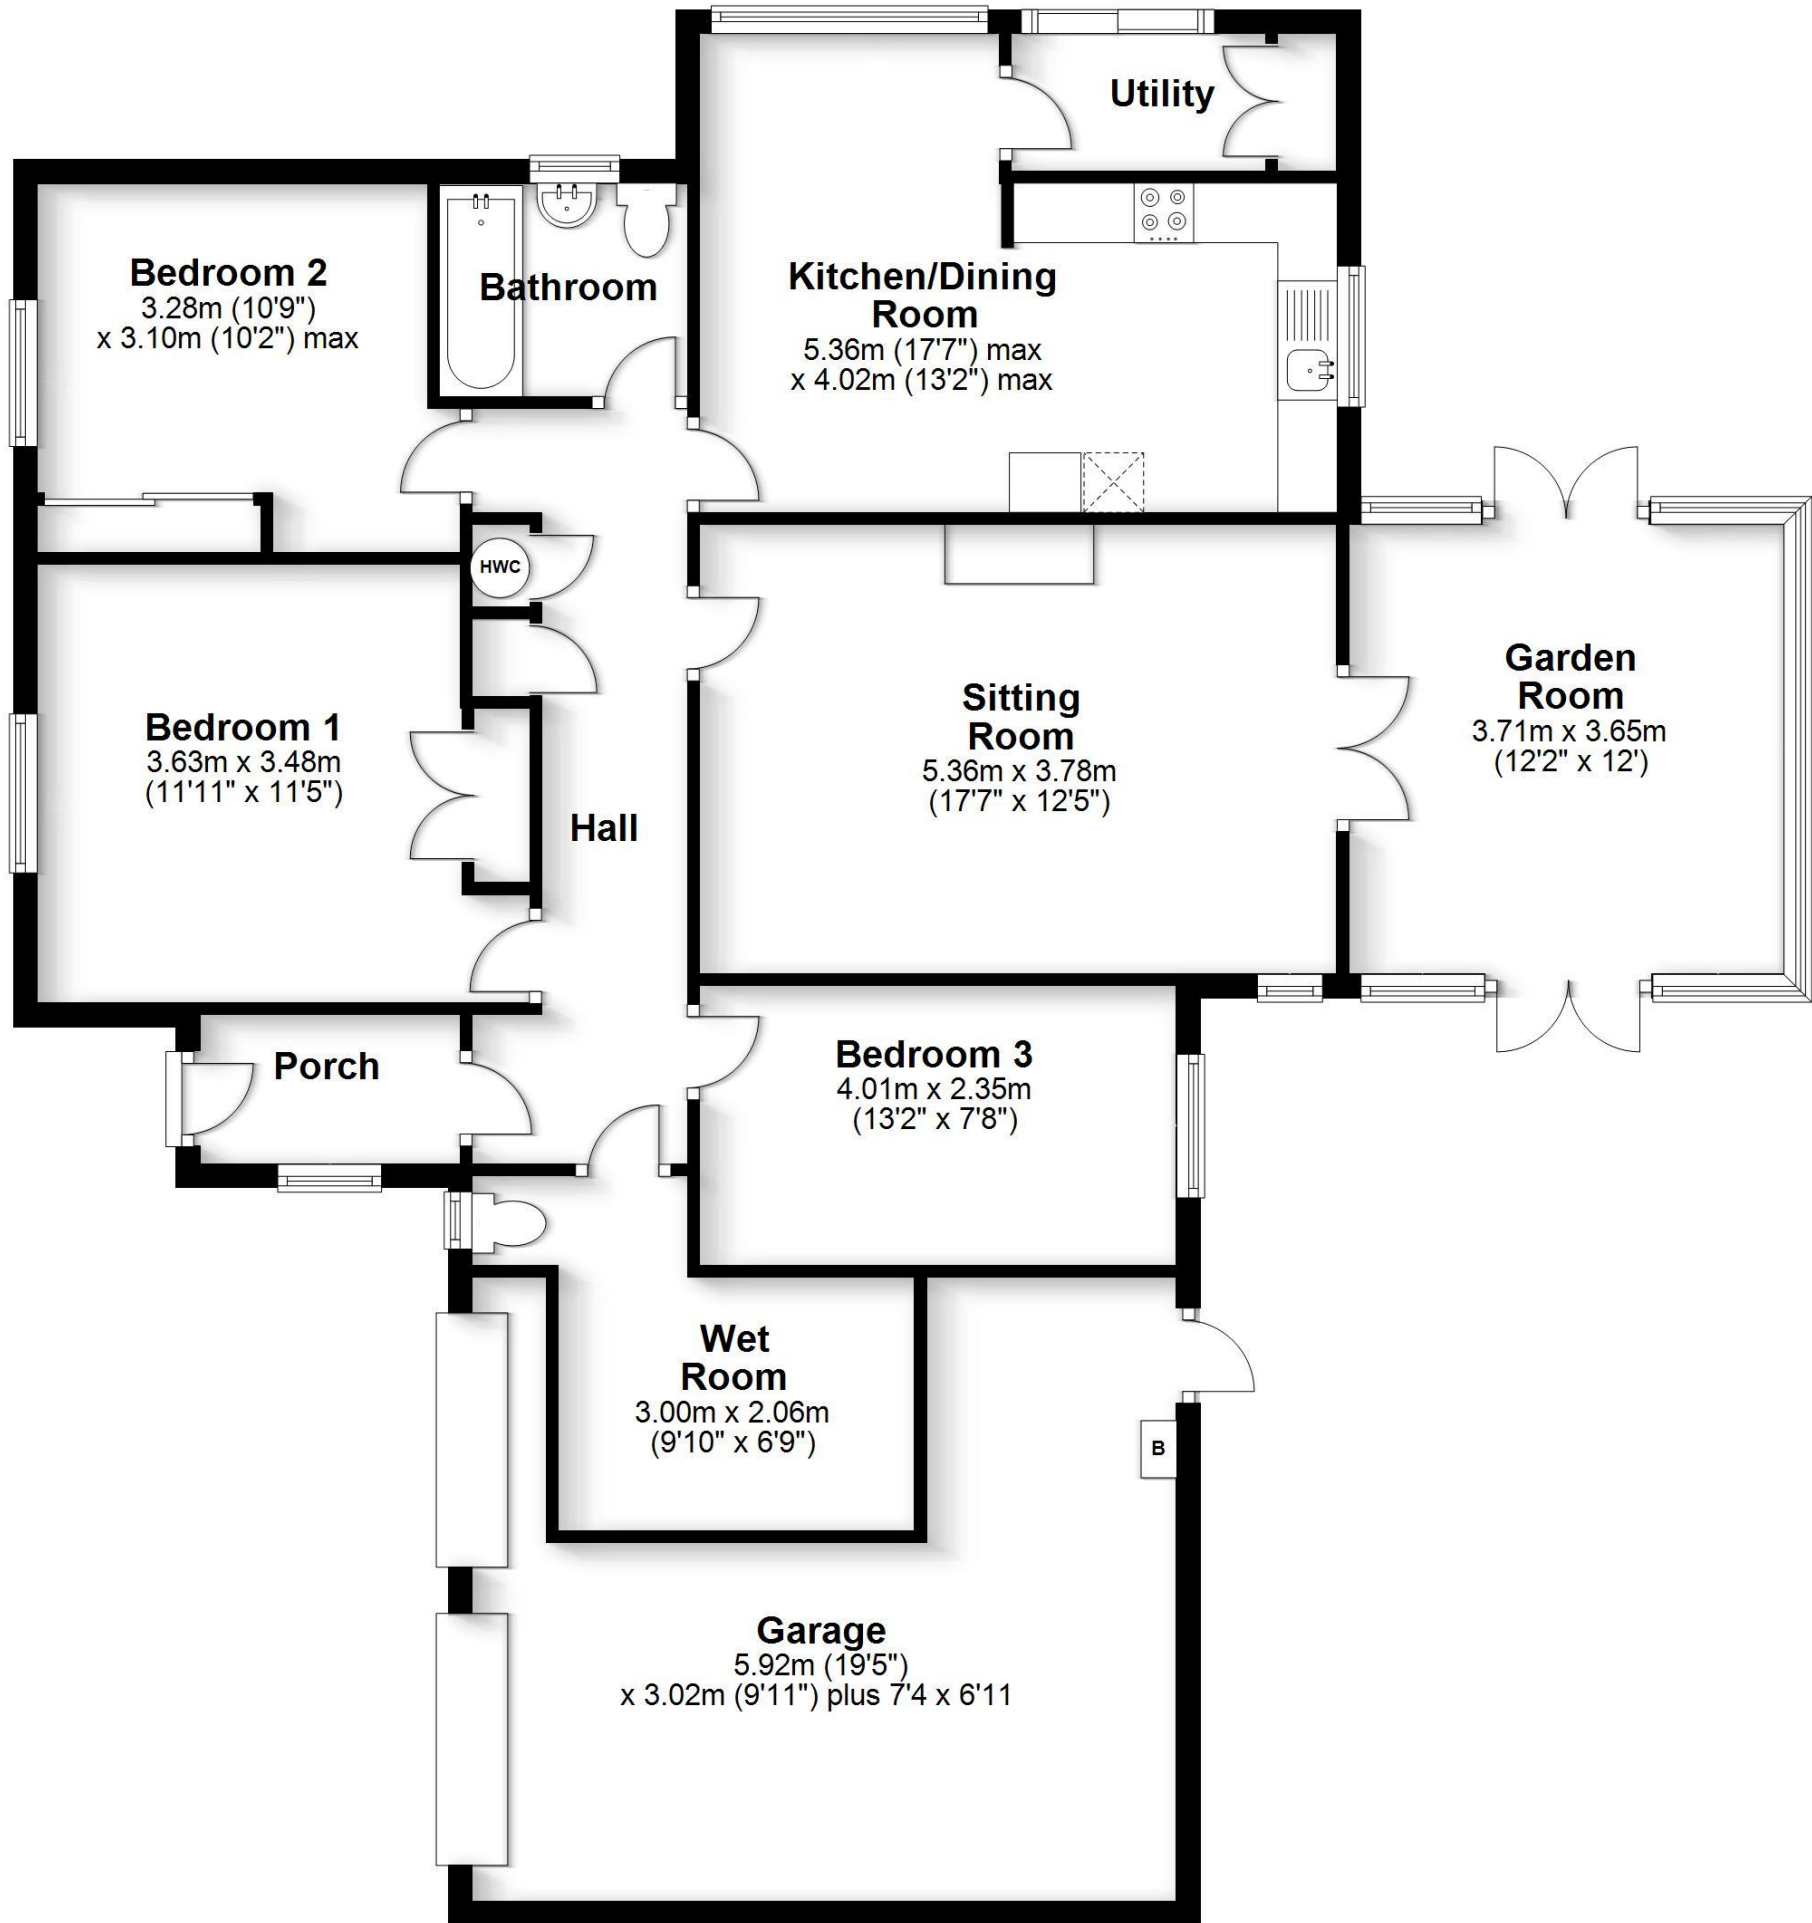 Utility
Bedroom 2
3.28m (10'9")
x 3.10m (10'2") max
Bathroom
Kitchen/Dining
Room
5.36m (17'7") max
x 4.02m (13'2") max
HWC
Bedroom 1
3.63m x 3.48m
(11'11" x 11'5")
Hall
Sitting
Room
5.36m x 3.78m
(17'7" x 12'5")
Garden
Room
3.71m x 3.65m
(12'2" x 12')
Porch
Bedroom 3
4.01m x 2.35m
(13'2" x 7'8")
Wet
Room
3.00m x 2.06m
(9'10" x 6'9")
B
Garage
5.92m (19'5")
x 3.02m (9'11") plus 7'4 x 6'11